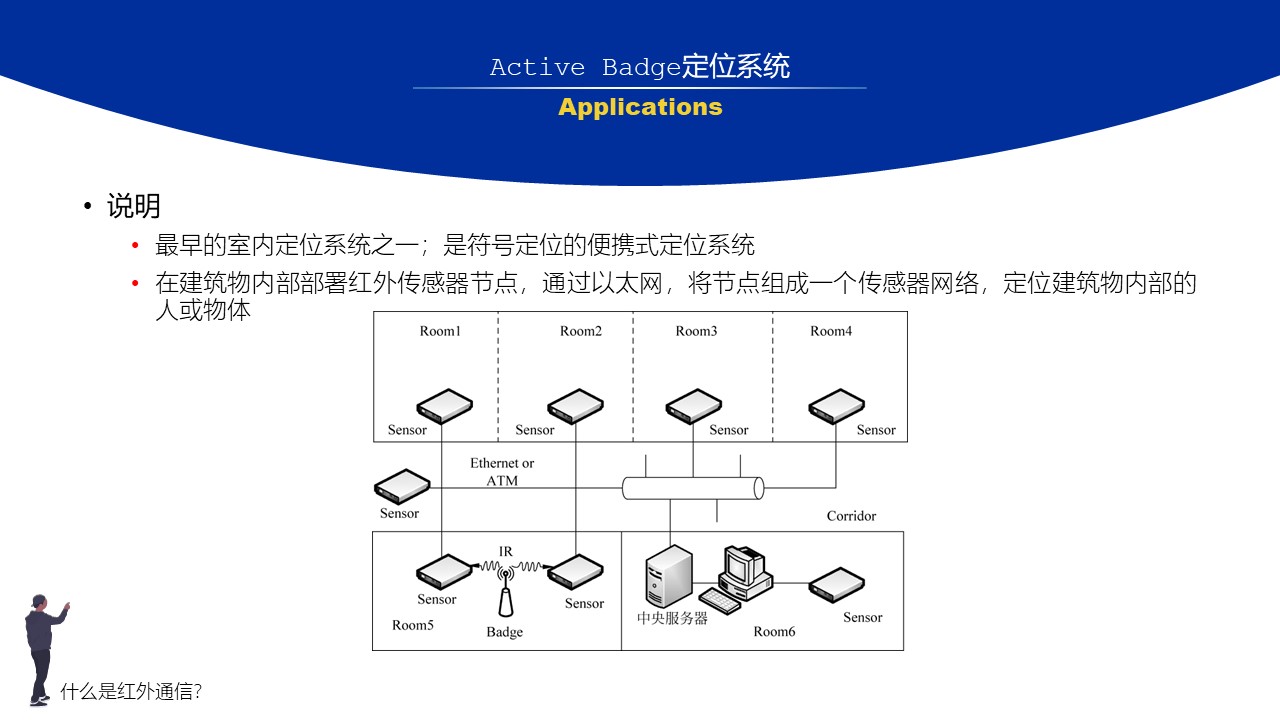 Active Badge定位系统
Applications
• 说明
• 最早的室内定位系统之一；是符号定位的便携式定位系统
• 在建筑物内部部署红外传感器节点，通过以太网，将节点组成一个传感器网络，定位建筑物内部的
人或物体
Room1
Room2
Room3
Room4
Sensor
Sensor
Sensor
Sensor
Ethernet or
ATM
Sensor
Corridor
IR
Sensor
Sensor
Room5
Badge
中央服务器
Room6
Sensor
什么是红外通信?